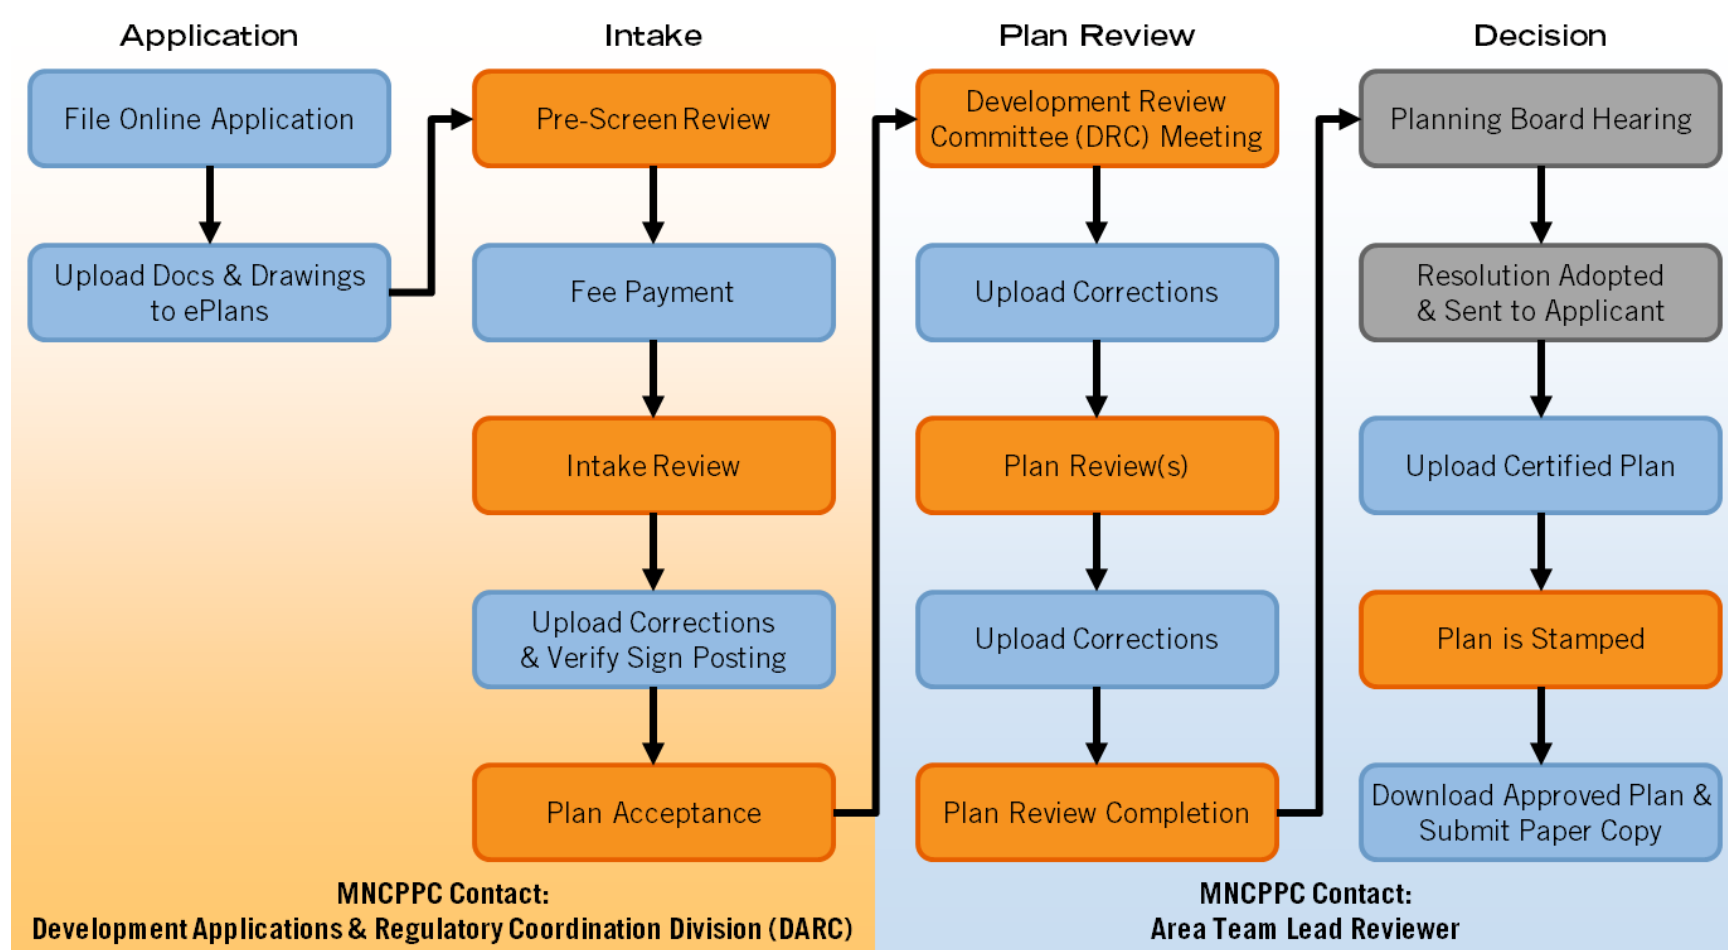 Application
File Online Application
Upload Docs & Drawings
to ePlans
Intake
Pre-Screen Review
Fee Payment
Intake Review
Upload Corrections
& Verify Sign Posting
Plan Acceptance
MNCPPC Contact:
Development Applications & Regulatory Coordination Division (DARC)
Plan Review
Development Review
Committee (DRC) Meeting
Upload Corrections
Plan Review(s)
Upload Corrections
Plan Review Completion
Decision
Planning Board Hearing
Resolution Adopted
& Sent to Applicant
Upload Certified Plan
Plan is Stamped
Download Approved Plan &
Submit Paper Copy
MNCPPC Contact:
Area Team Lead Reviewer